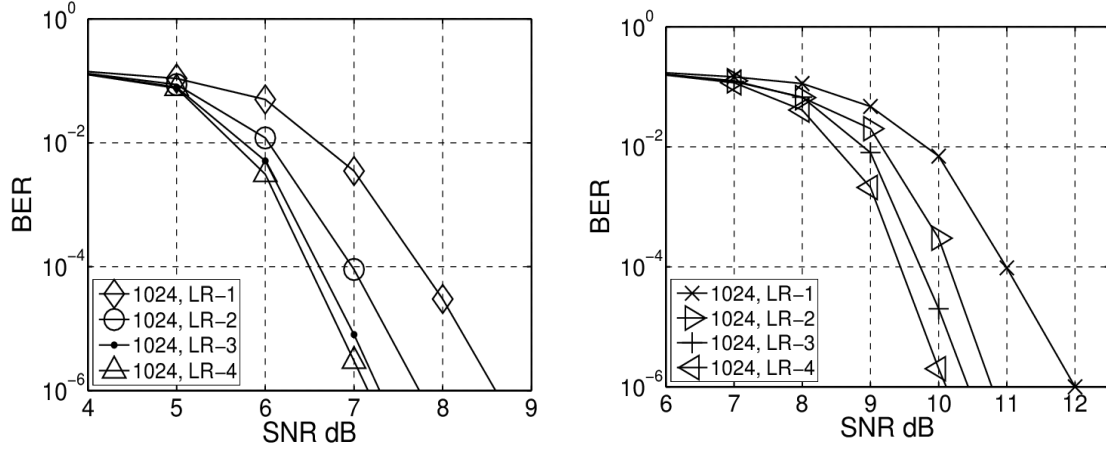 10^0
10^-2
10^-4
10^-6
BER
4 5 6 7 8 9
SNR dB
1024, LR-1
1024, LR-2
1024, LR-3
1024, LR-4
10^0
10^-2
10^-4
10^-6
BER
6 7 8 9 10 11 12
SNR dB
1024, LR-1
1024, LR-2
1024, LR-3
1024, LR-4